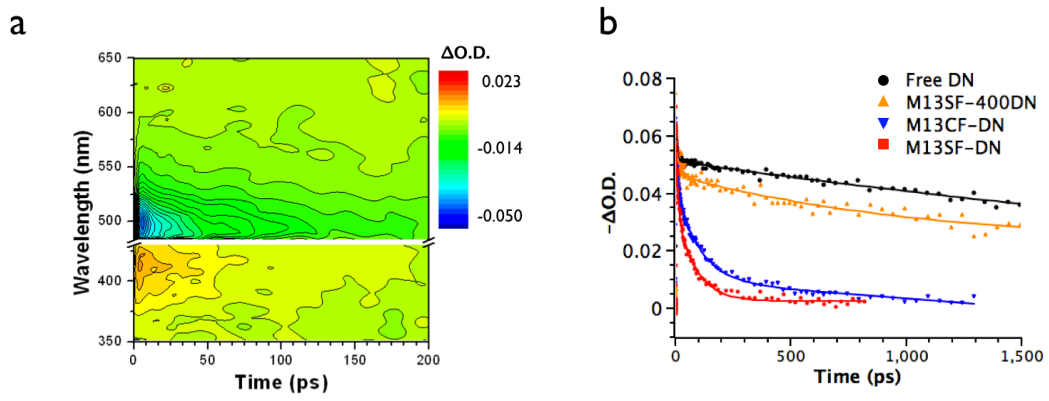 a
b
650
600
550
500
400
350
Wavelength (nm)
0
50
100
150
200
Time (ps)
ΔO.D.
0.023
-0.014
-0.050
0.08
0.06
0.04
0.02
0
-ΔO.D.
0
500
1,000
1,500
Time (ps)
Free DN
M13SF-400DN
M13CF-DN
M13SF-DN